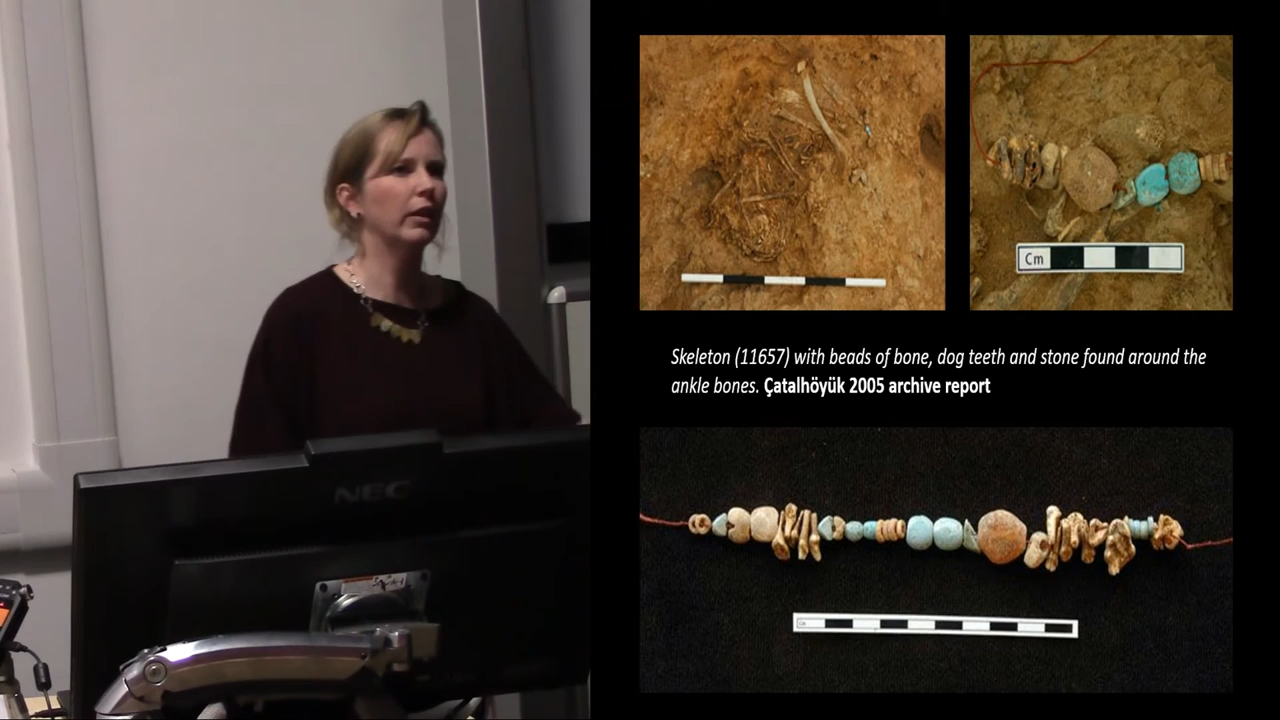 Cm
Skeleton (11657) with beads of bone, dog teeth and stone found around the
ankle bones. Çatalhöyük 2005 archive report
NEC